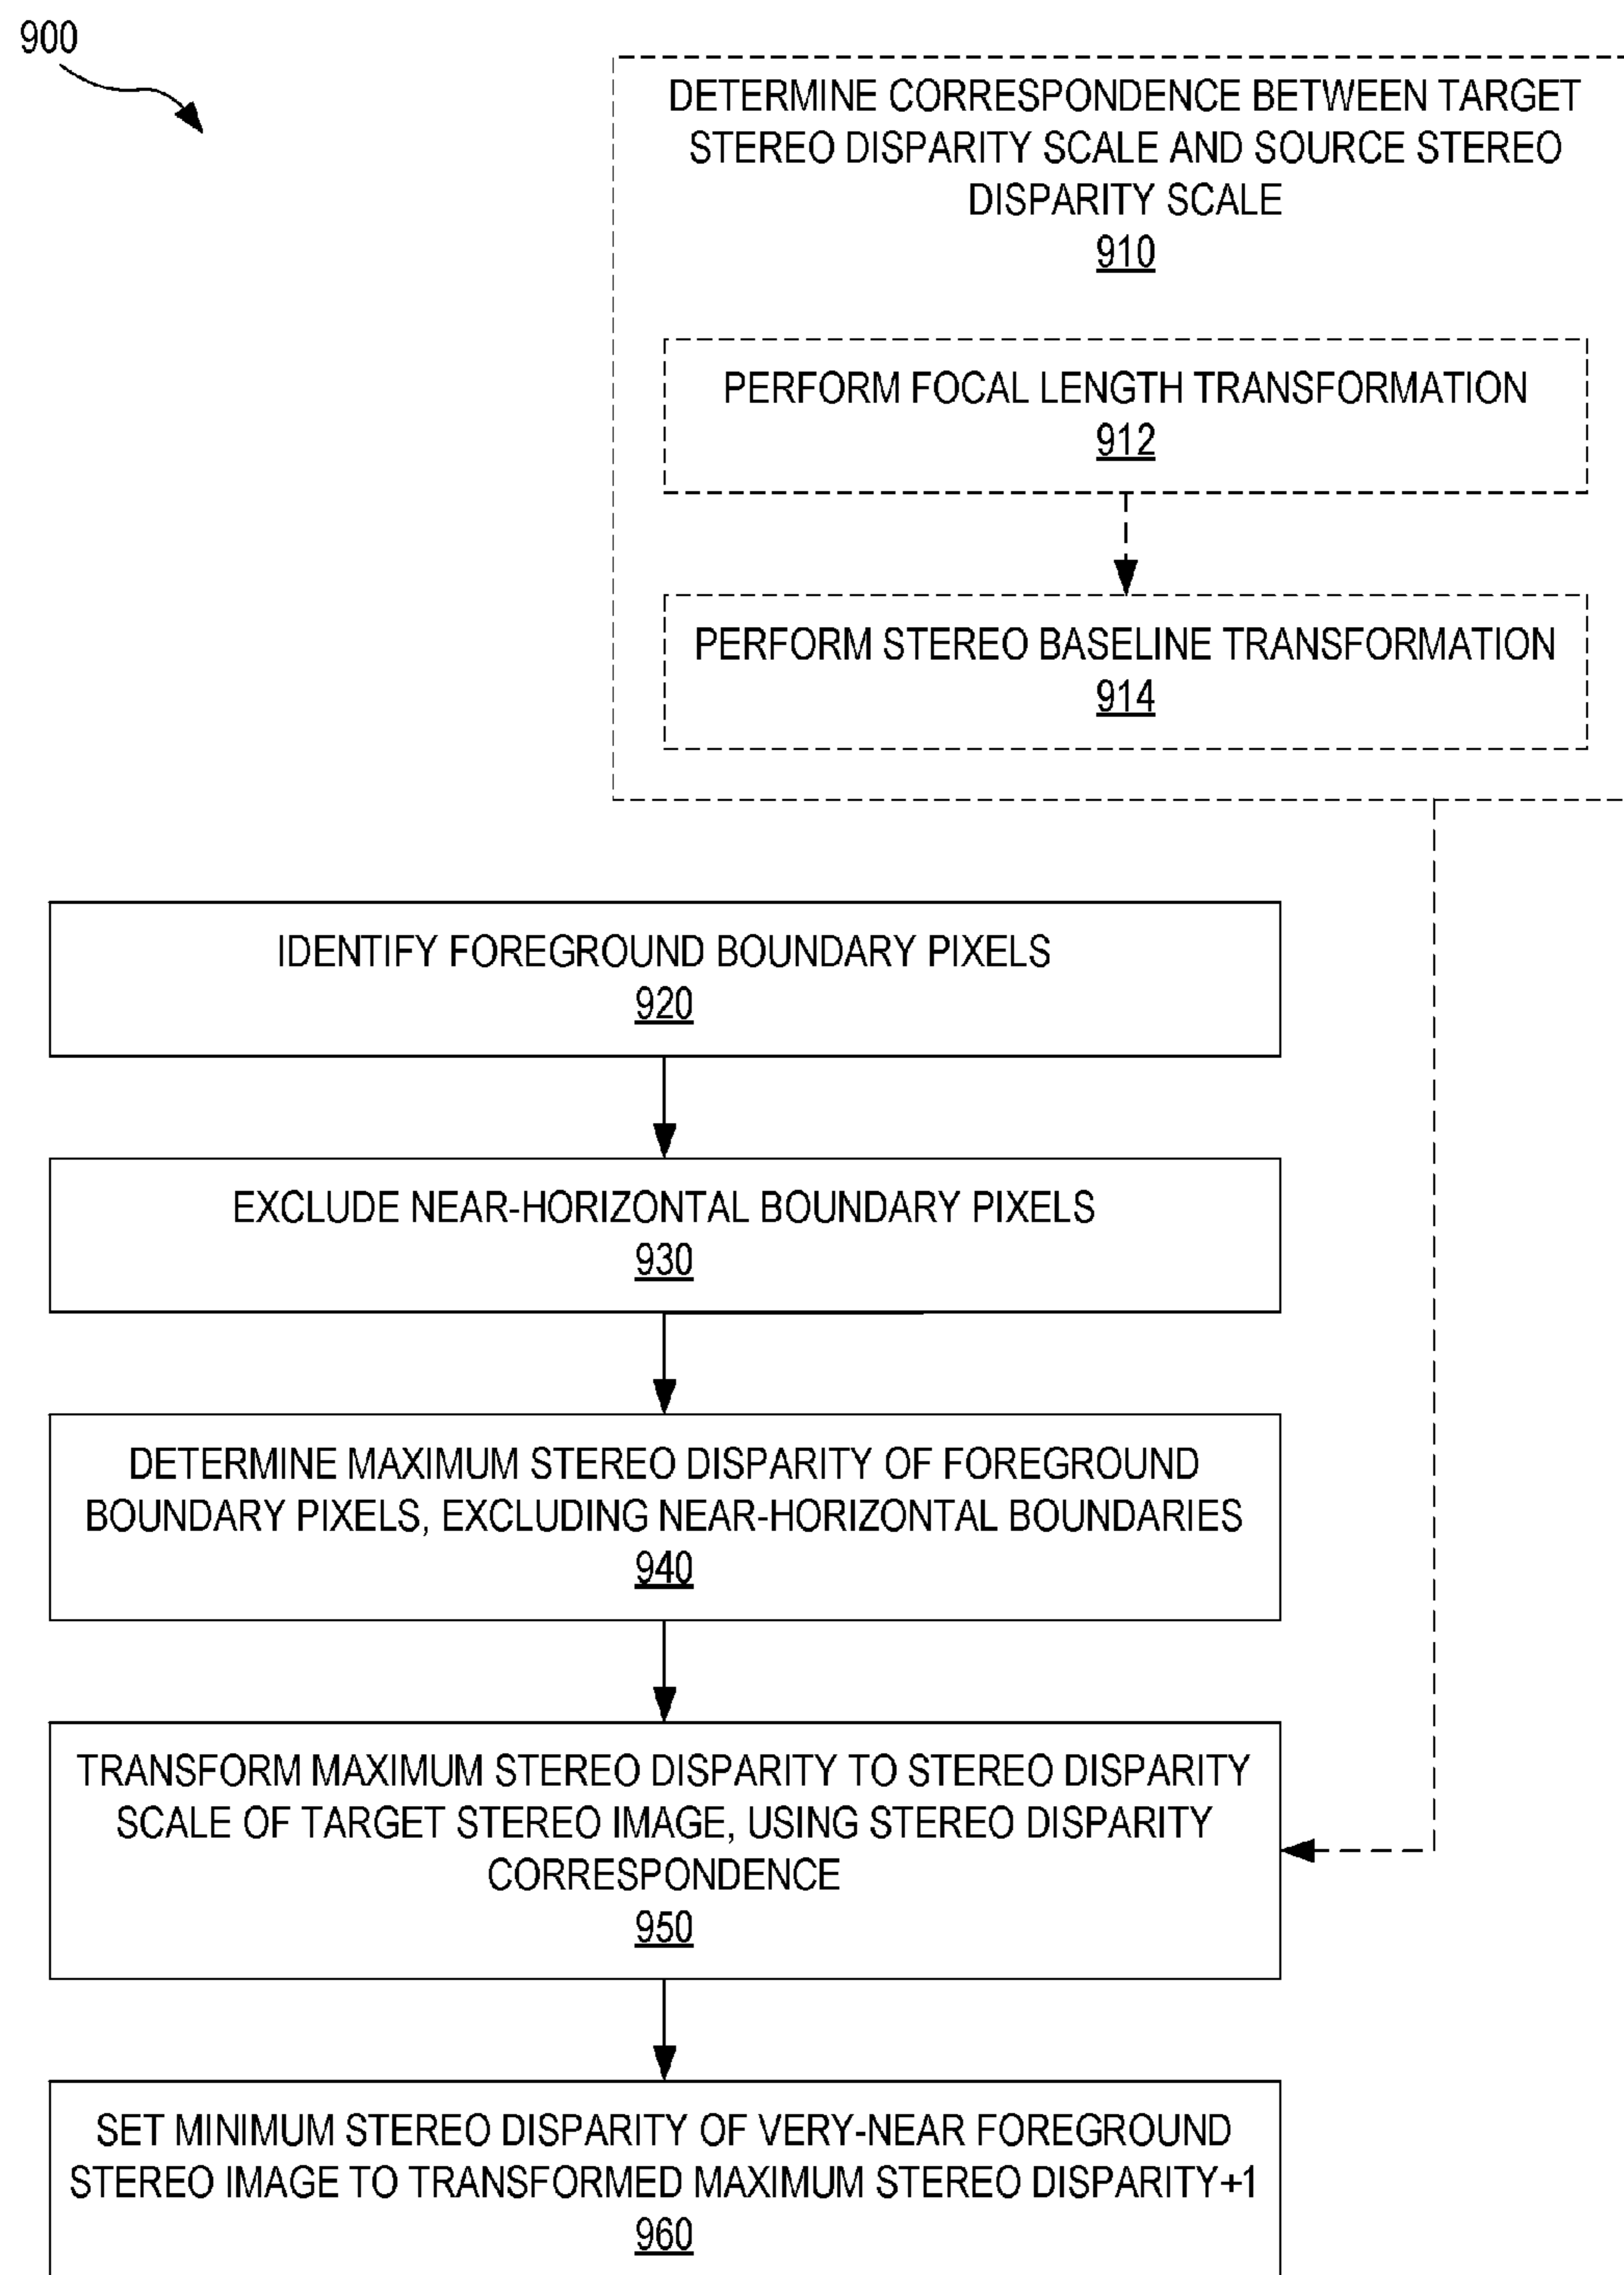 900
DETERMINE CORRESPONDENCE BETWEEN TARGET
STEREO DISPARITY SCALE AND SOURCE STEREO
DISPARITY SCALE
910
PERFORM FOCAL LENGTH TRANSFORMATION
912
PERFORM STEREO BASELINE TRANSFORMATION
914
IDENTIFY FOREGROUND BOUNDARY PIXELS
920
EXCLUDE NEAR-HORIZONTAL BOUNDARY PIXELS
930
DETERMINE MAXIMUM STEREO DISPARITY OF FOREGROUND
BOUNDARY PIXELS, EXCLUDING NEAR-HORIZONTAL BOUNDARIES
940
TRANSFORM MAXIMUM STEREO DISPARITY TO STEREO DISPARITY
SCALE OF TARGET STEREO IMAGE, USING STEREO DISPARITY
CORRESPONDENCE
950
SET MINIMUM STEREO DISPARITY OF VERY-NEAR FOREGROUND
STEREO IMAGE TO TRANSFORMED MAXIMUM STEREO DISPARITY+1
960